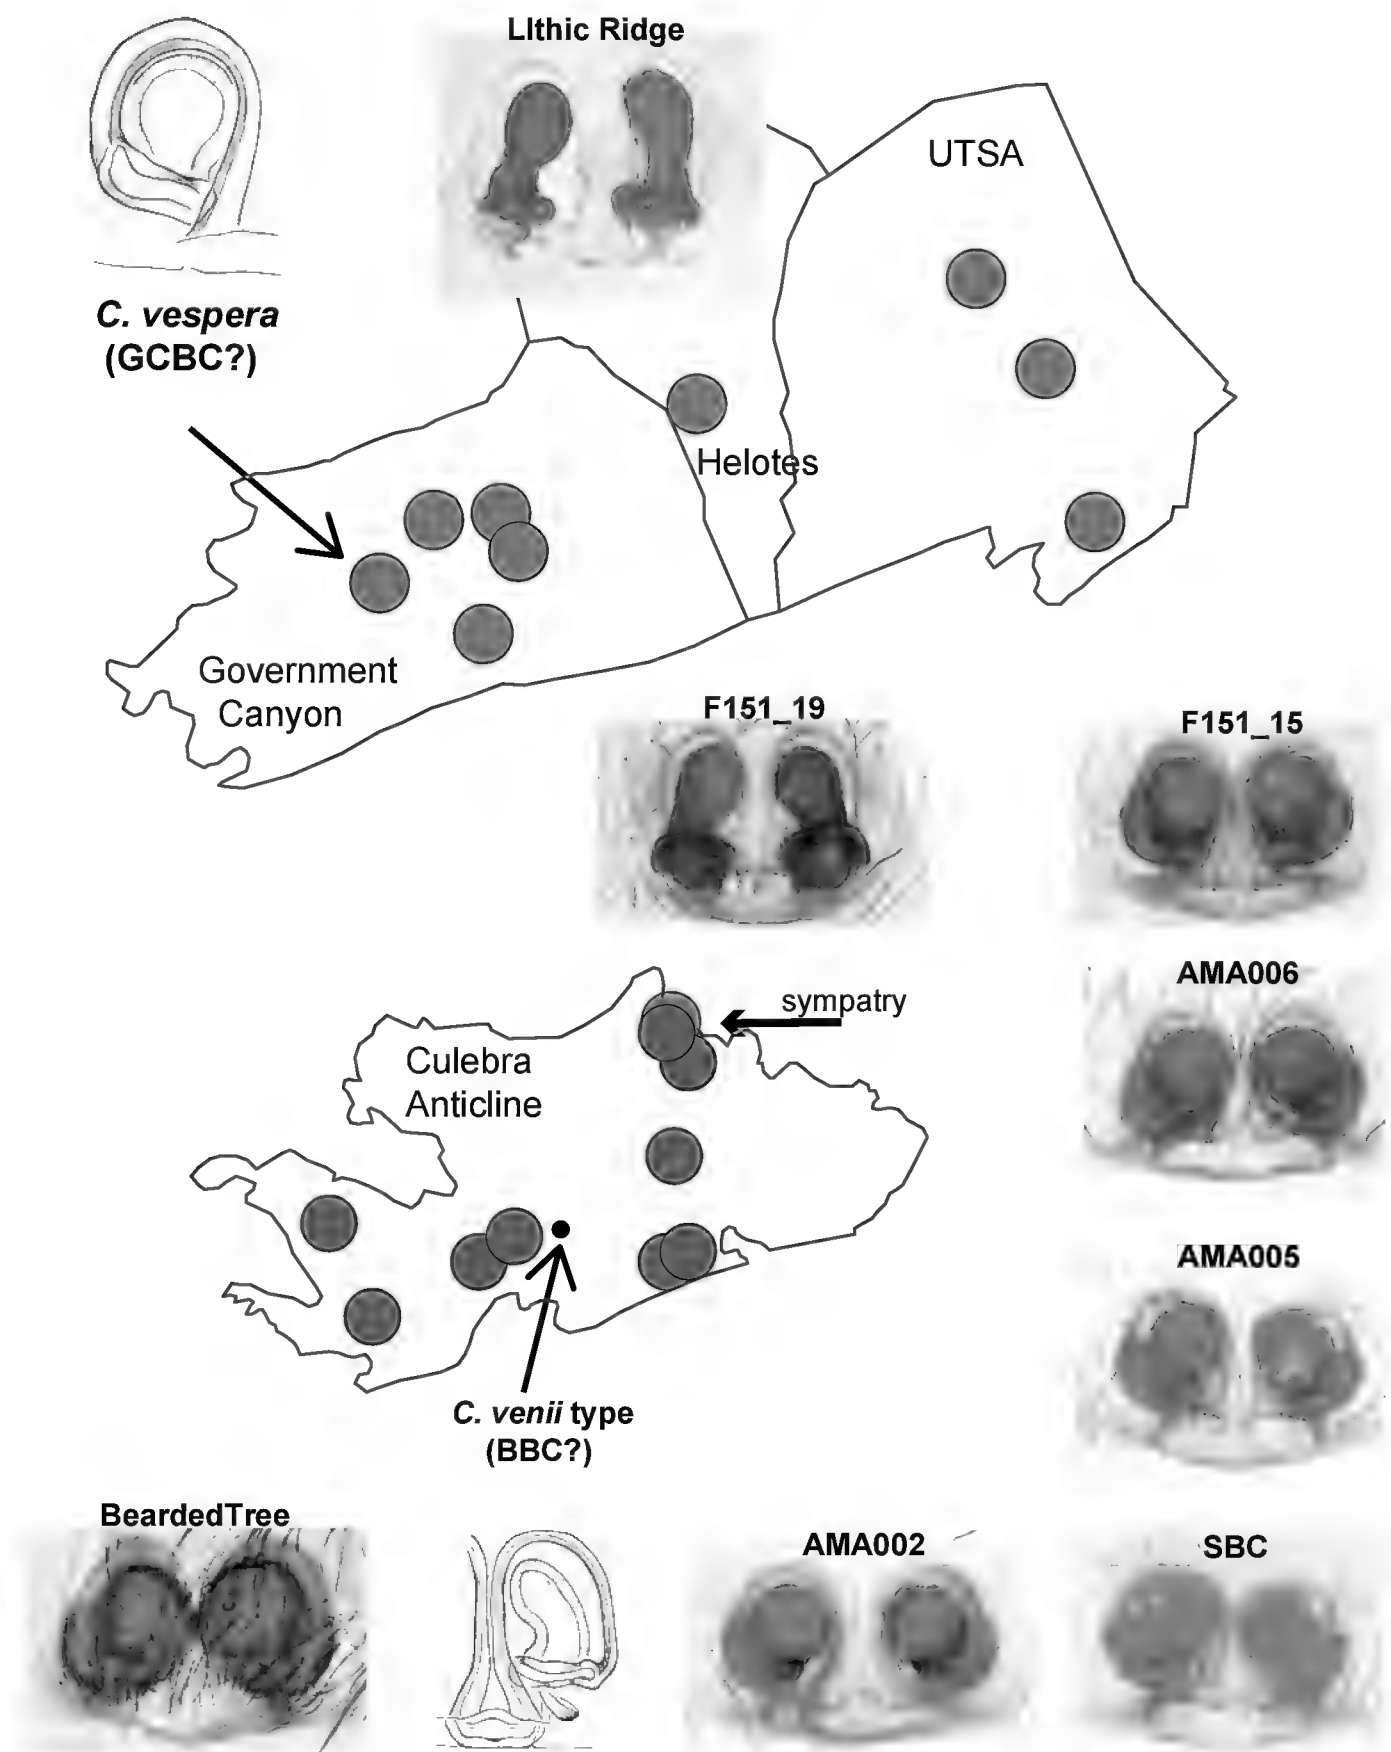 LIthic Ridge
UTSA
C. vespera
(GCBC?)
Helotes
Government
Canyon
F151_19
F151_15
AMA006
sympatry
Culebra
Anticline
AMA005
C. venii type
(BBC?)
BeardedTree
AMA002
SBC